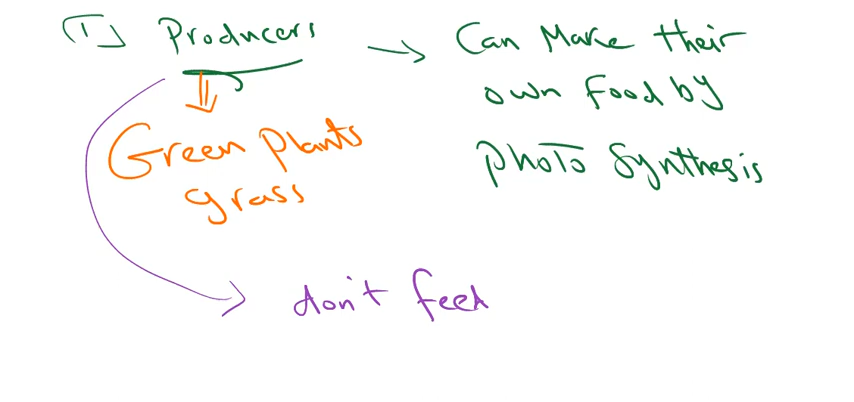 (1) Producers → Can Make their
own food by
Photo Synthesis
Green Plants
grass
don't feed